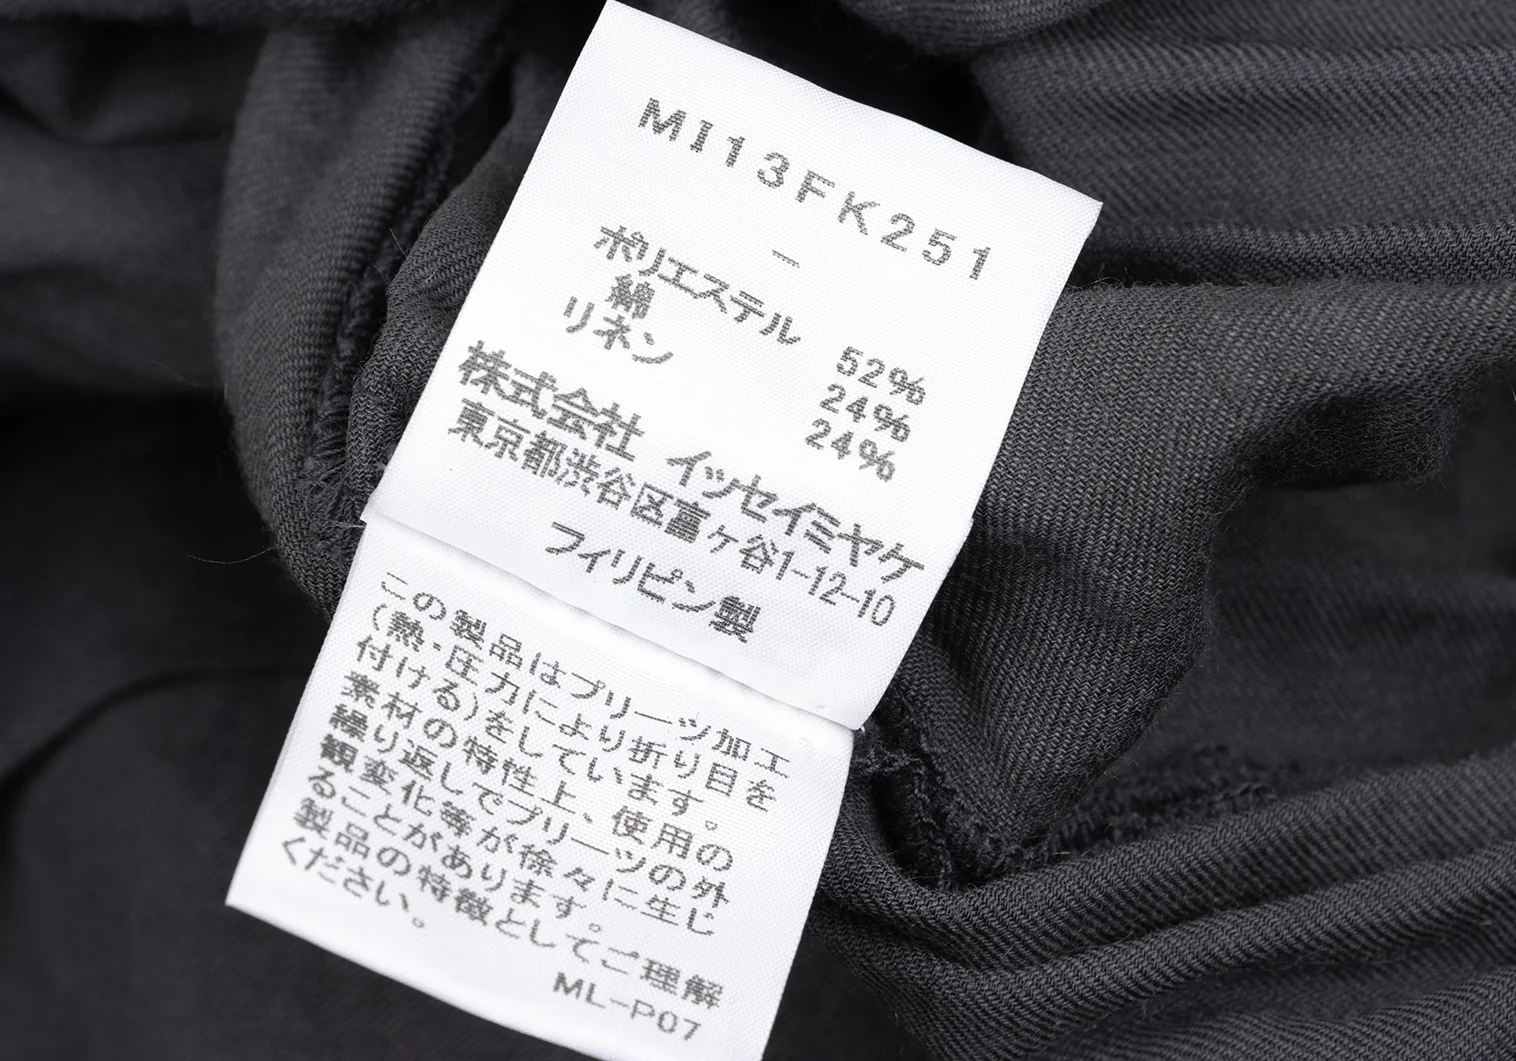 MI13FK251
-
ポリエステル 52%
綿 24%
リネン 24%
株式会社 イッセイミヤケ
東京都渋谷区富ヶ谷1-12-10
フィリピン製
この製品はプリーツ加工
(熱・圧力により折り目を
付ける)をしています。
素材の特性上、使用の
繰り返しでプリーツの外
観変化等が徐々に生じ
ることがあります。
製品の特徴としてご理解
ください。
ML-P07